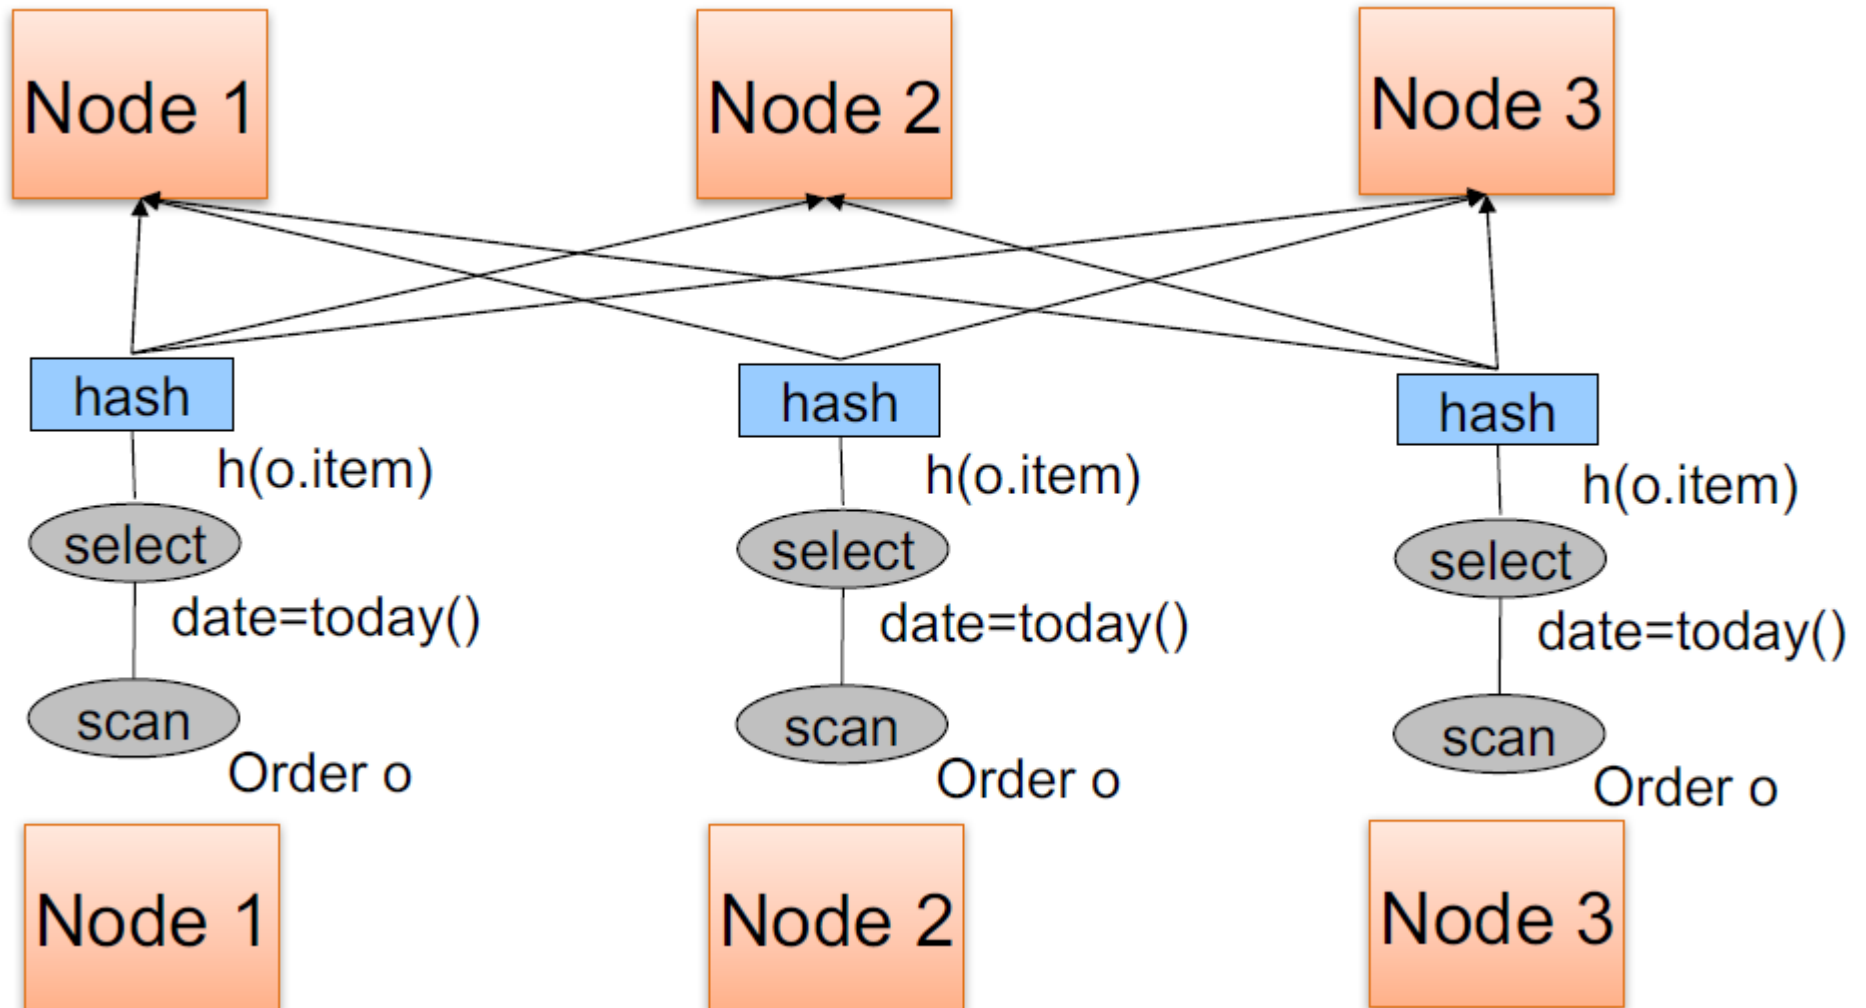 Node 1
Node 2
Node 3
hash
hash
hash
h(o.item)
h(o.item)
h(o.item)
select
select
select
date=today()
date=today()
date=today()
scan
scan
scan
Order o
Order o
Order o
Node 1
Node 2
Node 3